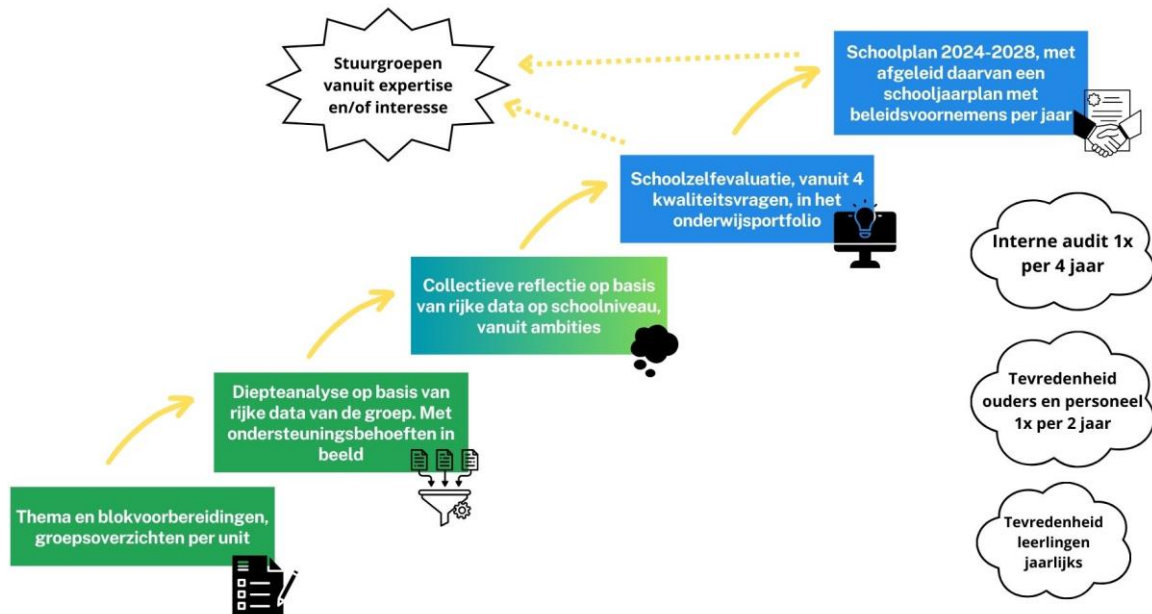 Stuurgroepen
vanuit expertise
en/of interesse
Schoolplan 2024-2028, met
afgeleid daarvan een
schooljaarplan met
beleidsvoornemens per jaar
Schoolzelfevaluatie, vanuit 4
kwaliteitsvragen, in het
onderwijsportfolio
Interne audit 1x
per 4 jaar
Collectieve reflectie op basis
van rijke data op schoolniveau,
vanuit ambities
Tevredenheid
ouders en personeel
1x per 2 jaar
Diepteanalyse op basis van
rijke data van de groep. Met
ondersteuningsbehoeften in
beeld
Thema en blokvoorbereidingen,
groepsoverzichten per unit
Tevredenheid
leerlingen
jaarlijks